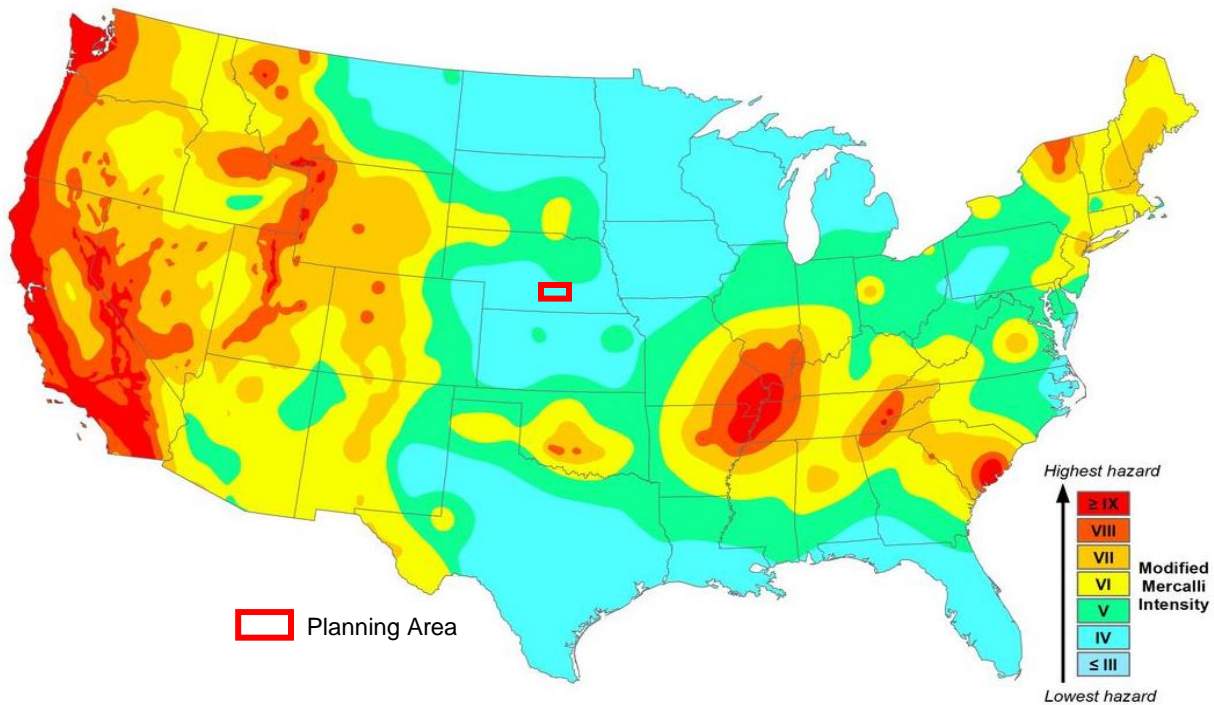 Highest hazard
≥ IX
VIII
VII
VI
V
IV
≤ III
Modified
Mercalli
Intensity
Lowest hazard
Planning Area